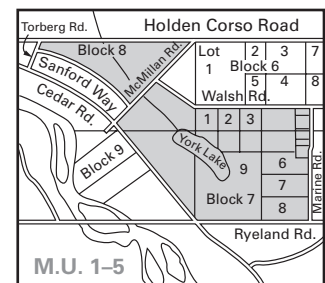 Torberg Rd.
Holden Corso Road
Block 8
McMillan Rd.
Lot
1
2
3
7
Block 6
5
4
8
Sanford Way
Walsh Rd.
Cedar Rd.
1
2
3
York Lake
Block 9
9
6
7
Block 7
8
Marine Rd.
Ryeland Rd.
M.U. 1–5